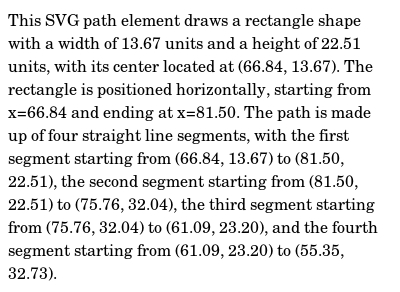 This SVG path element draws a rectangle shape
with a width of 13.67 units and a height of 22.51
units, with its center located at (66.84, 13.67). The
rectangle is positioned horizontally, starting from
x=66.84 and ending at x=81.50. The path is made
up of four straight line segments, with the first
segment starting from (66.84, 13.67) to (81.50,
22.51), the second segment starting from (81.50,
22.51) to (75.76, 32.04), the third segment starting
from (75.76, 32.04) to (61.09, 23.20), and the fourth
segment starting from (61.09, 23.20) to (55.35,
32.73).